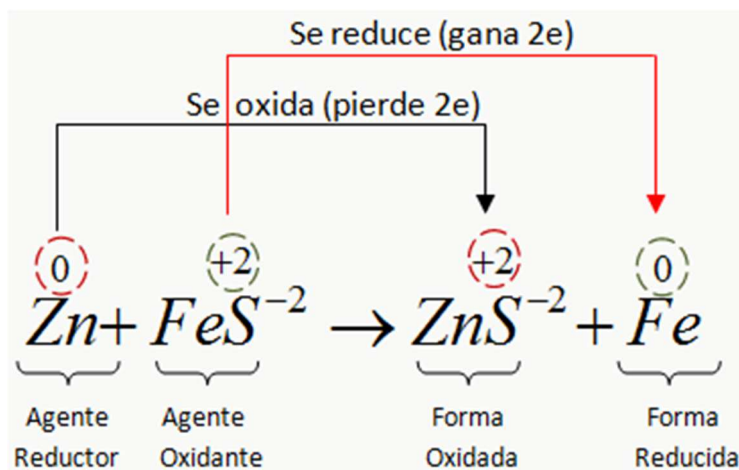 Se reduce (gana 2e)
Se oxida (pierde 2e)
0 +2 +2 0
Zn + FeS⁻² → ZnS⁻² + Fe
Agente Agente Forma Forma
Reductor Oxidante Oxidada Reducida